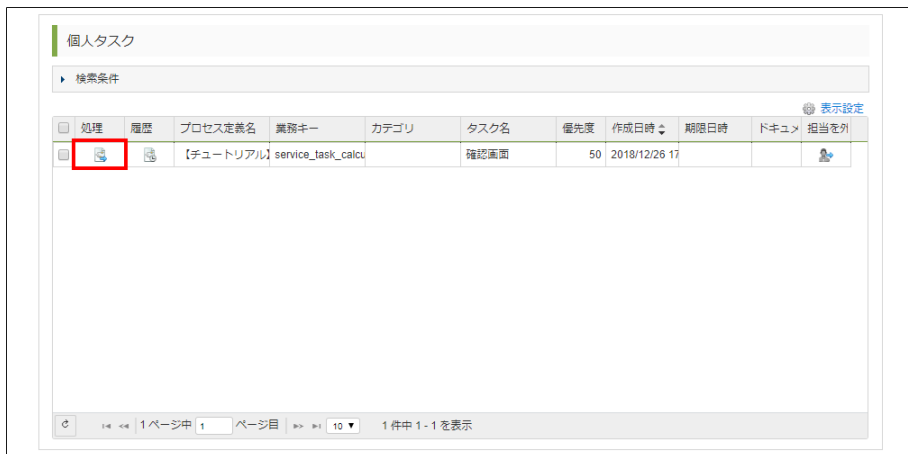 個人タスク
検索条件
表示設定
処理 履歴 プロセス定義名 業務キー カテゴリ タスク名 優先度 作成日時 期限日時 ドキュメ 担当を外
【チュートリアル】 service_task_calcu 確認画面 50 2018/12/26 17
1 ページ中 1 ページ目 10 1 件中 1 - 1 を表示